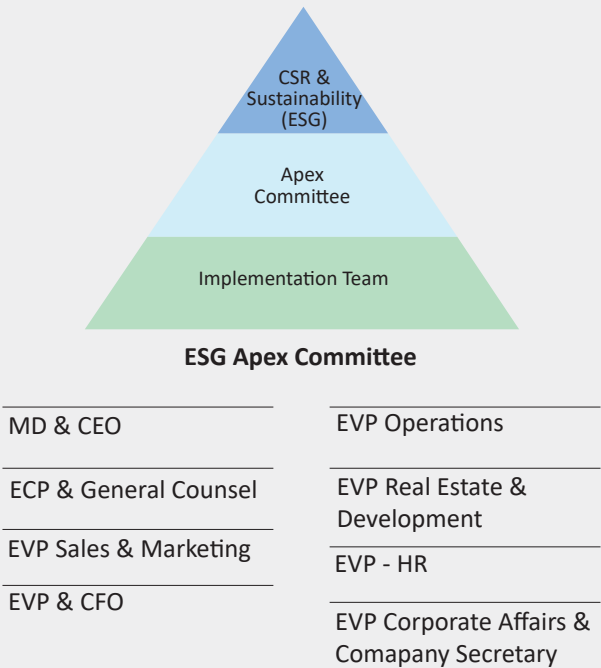 CSR &
Sustainability
(ESG)
Apex
Committee
Implementation Team
ESG Apex Committee
MD & CEO
ECP & General Counsel
EVP Sales & Marketing
EVP & CFO
EVP Operations
EVP Real Estate &
Development
EVP - HR
EVP Corporate Affairs &
Comapany Secretary